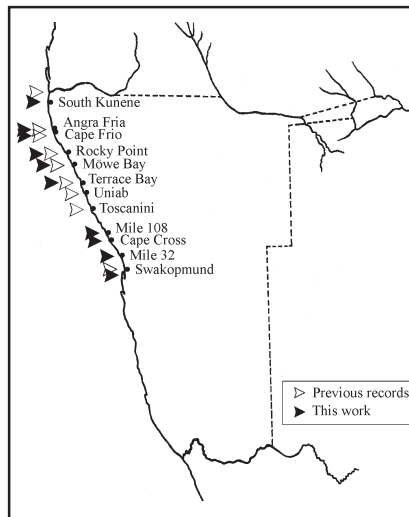 South Kunene
Angra Fria
Cape Frio
Rocky Point
Möwe Bay
Terrace Bay
Uniab
Toscanini
Mile 108
Cape Cross
Mile 32
Swakopmund
Previous records
This work